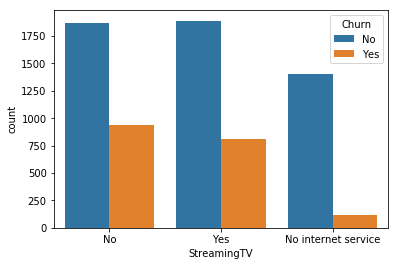 Churn
No
Yes
1750
1500
1250
1000
750
500
250
0
count
No
Yes
No internet service
StreamingTV